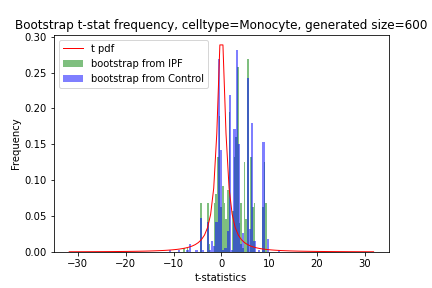 Bootstrap t-stat frequency, celltype=Monocyte, generated size=600
t pdf
bootstrap from IPF
bootstrap from Control
Frequency
0.30
0.25
0.20
0.15
0.10
0.05
0.00
−30
−20
−10
0
10
20
30
t-statistics